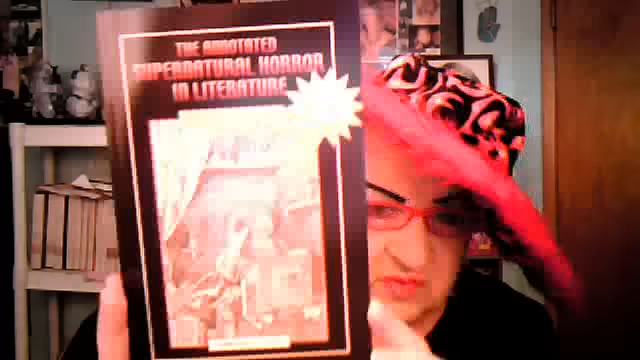 THE ANNOTATED
SUPERNATURAL HORROR
IN LITERATURE